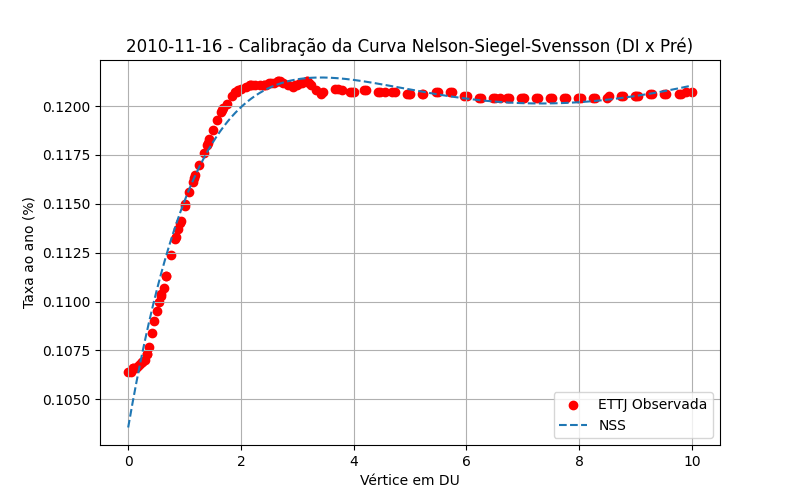 2010-11-16 - Calibração da Curva Nelson-Siegel-Svensson (DI x Pré)
Taxa ao ano (%)
0.1200
0.1175
0.1150
0.1125
0.1100
0.1075
0.1050
ETTJ Observada
NSS
0 2 4 6 8 10
Vértice em DU